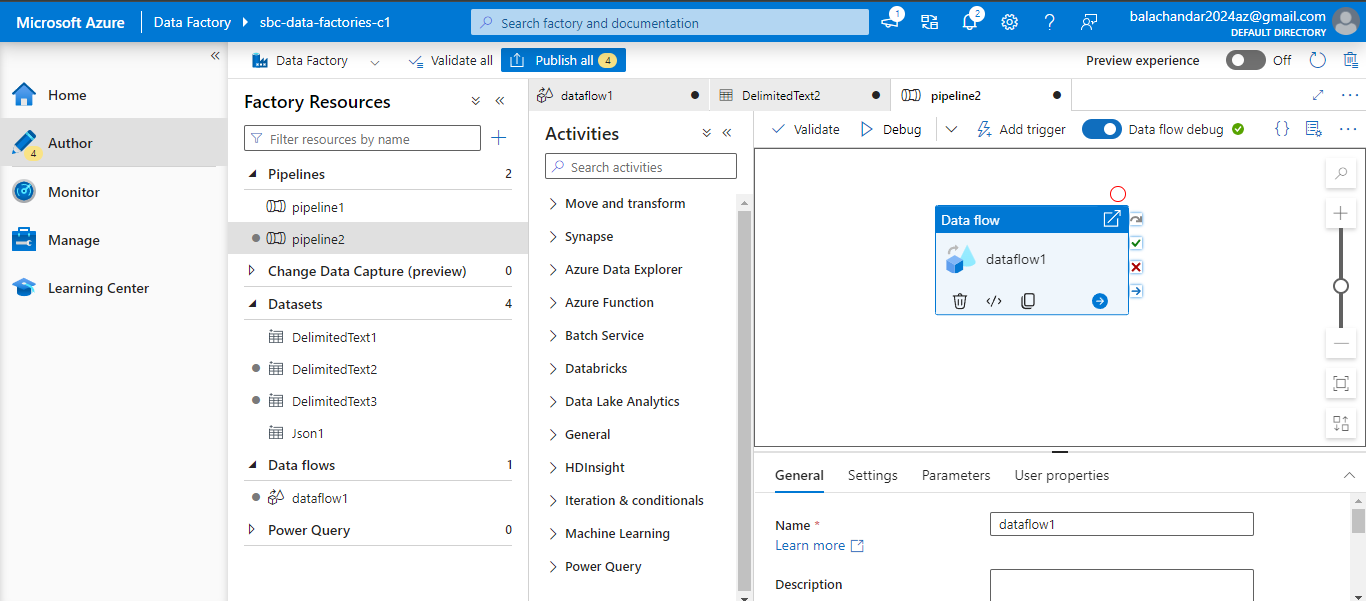 Microsoft Azure
Data Factory
sbc-data-factories-c1
Search factory and documentation
1
2
balachandar2024az@gmail.com
DEFAULT DIRECTORY
Data Factory
Validate all
Publish all 4
Preview experience
Off
Home
Author
4
Monitor
Manage
Learning Center
Factory Resources
Filter resources by name
Pipelines 2
pipeline1
pipeline2
Change Data Capture (preview) 0
Datasets 4
DelimitedText1
DelimitedText2
DelimitedText3
Json1
Data flows 1
dataflow1
Power Query 0
dataflow1
DelimitedText2
pipeline2
Activities
Search activities
Move and transform
Synapse
Azure Data Explorer
Azure Function
Batch Service
Databricks
Data Lake Analytics
General
HDInsight
Iteration & conditionals
Machine Learning
Power Query
Validate
Debug
Add trigger
Data flow debug
Data flow
dataflow1
General
Settings
Parameters
User properties
Name *
dataflow1
Learn more
Description